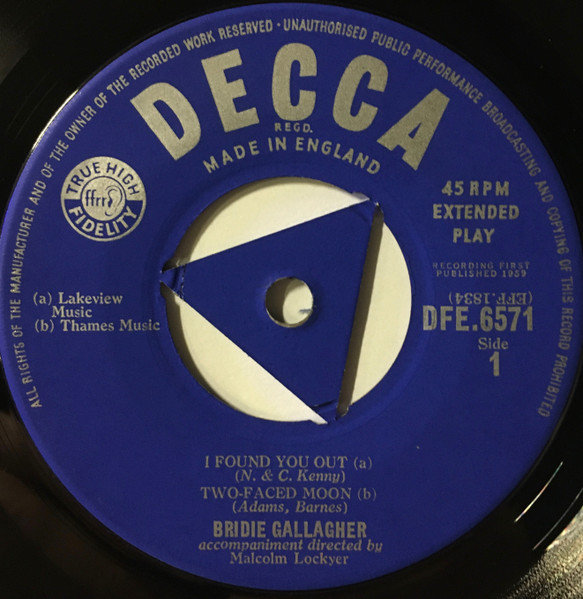 ALL RIGHTS OF THE MANUFACTURER AND OF THE OWNER OF THE RECORDED WORK RESERVED · UNAUTHORISED PUBLIC PERFORMANCE BROADCASTING AND COPYING OF THIS RECORD PROHIBITED
DECCA
REGD.
MADE IN ENGLAND
TRUE HIGH
ffrr
FIDELITY
45 RPM
EXTENDED
PLAY
RECORDING FIRST
PUBLISHED 1959
(a) Lakeview
Music
(b) Thames Music
(EFF.1834)
DFE.6571
Side
1
I FOUND YOU OUT (a)
(N. & C. Kenny)
TWO-FACED MOON (b)
(Adams, Barnes)
BRIDIE GALLAGHER
accompaniment directed by
Malcolm Lockyer